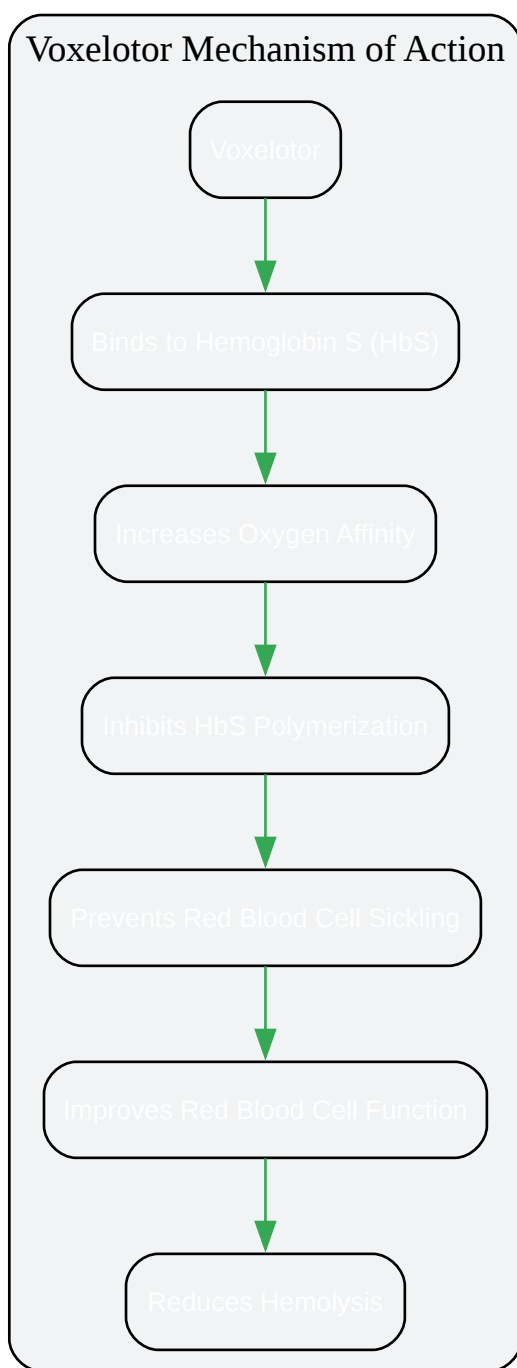 Voxelotor Mechanism of Action
Voxelotor
Binds to Hemoglobin S (HbS)
Increases Oxygen Affinity
Inhibits HbS Polymerization
Prevents Red Blood Cell Sickling
Improves Red Blood Cell Function
Reduces Hemolysis